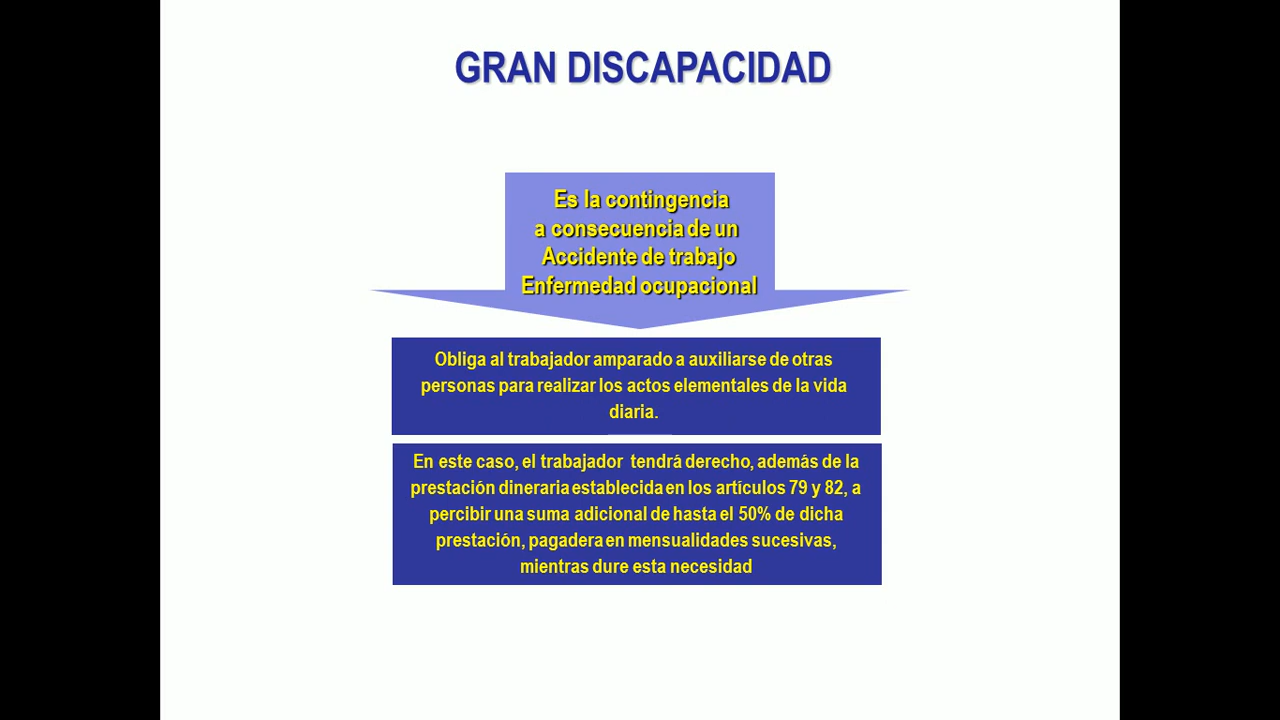 GRAN DISCAPACIDAD
Es la contingencia
a consecuencia de un
Accidente de trabajo
Enfermedad ocupacional
Obliga al trabajador amparado a auxiliarse de otras
personas para realizar los actos elementales de la vida
diaria.
En este caso, el trabajador tendrá derecho, además de la
prestación dineraria establecida en los artículos 79 y 82, a
percibir una suma adicional de hasta el 50% de dicha
prestación, pagadera en mensualidades sucesivas,
mientras dure esta necesidad